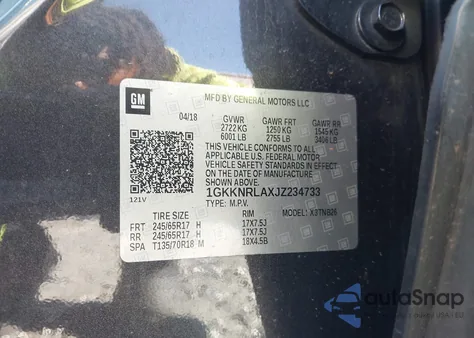 GM
MFD BY GENERAL MOTORS LLC
04/18 GVWR GAWR FRT GAWR RR
2722 KG 1250 KG 1545 KG
6001 LB 2755 LB 3406 LB
THIS VEHICLE CONFORMS TO ALL
APPLICABLE U.S. FEDERAL MOTOR
VEHICLE SAFETY STANDARDS IN
EFFECT ON THE DATE OF MANUFACTURE
SHOWN ABOVE.
1GKKNRLAXJZ234733
TYPE: M.P.V.
121V
TIRE SIZE RIM MODEL: X3TNB26
FRT 245/65R17 H 17X7.5J
RR 245/65R17 H 17X7.5J
SPA T135/70R18 M 18X4.5B
autoSnap